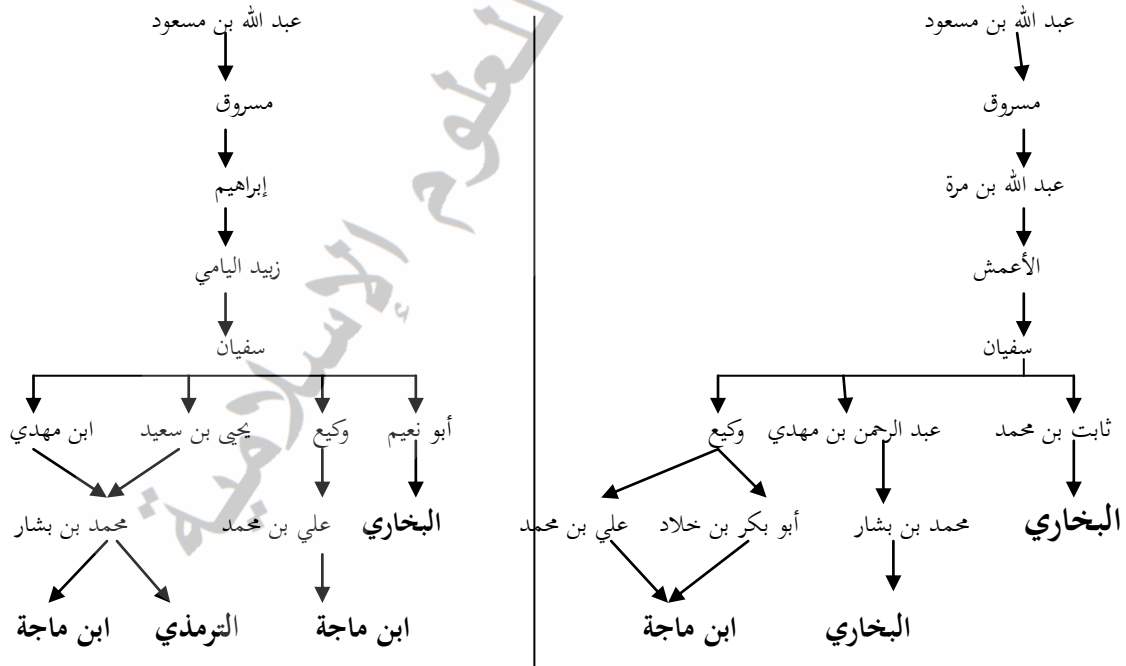 عبد الله بن مسعود
مسروق
عبد الله بن مرة
الأعمش
سفيان
ثابت بن محمد عبد الرحمن بن مهدي وكيع
البخاري محمد بن بشار أبو بكر بن خلاد علي بن محمد
البخاري ابن ماجة
عبد الله بن مسعود
مسروق
إبراهيم
زبيد اليامي
سفيان
أبو نعيم وكيع يحيى بن سعيد ابن مهدي
البخاري علي بن محمد محمد بن بشار
ابن ماجة الترمذي ابن ماجة
للعلوم الإسلامية